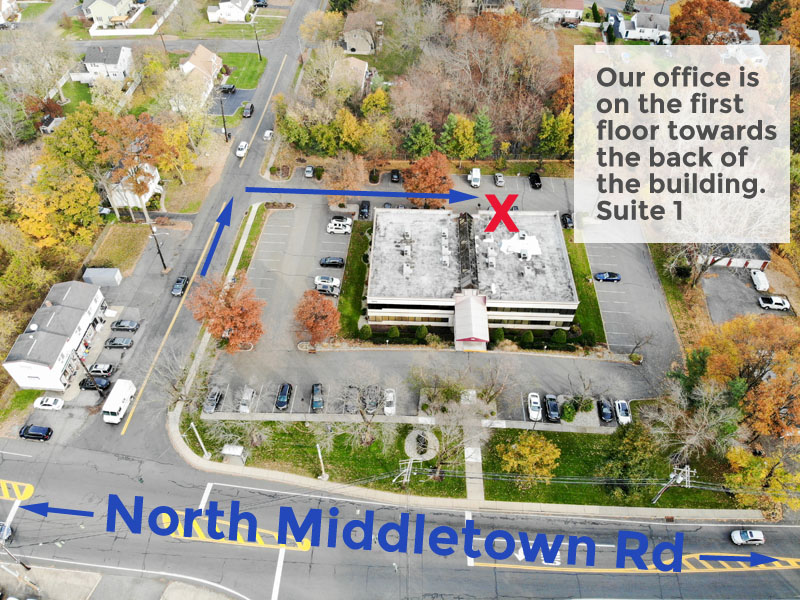 Our office is
on the first
floor towards
the back of
the building.
Suite 1
X
North Middletown Rd